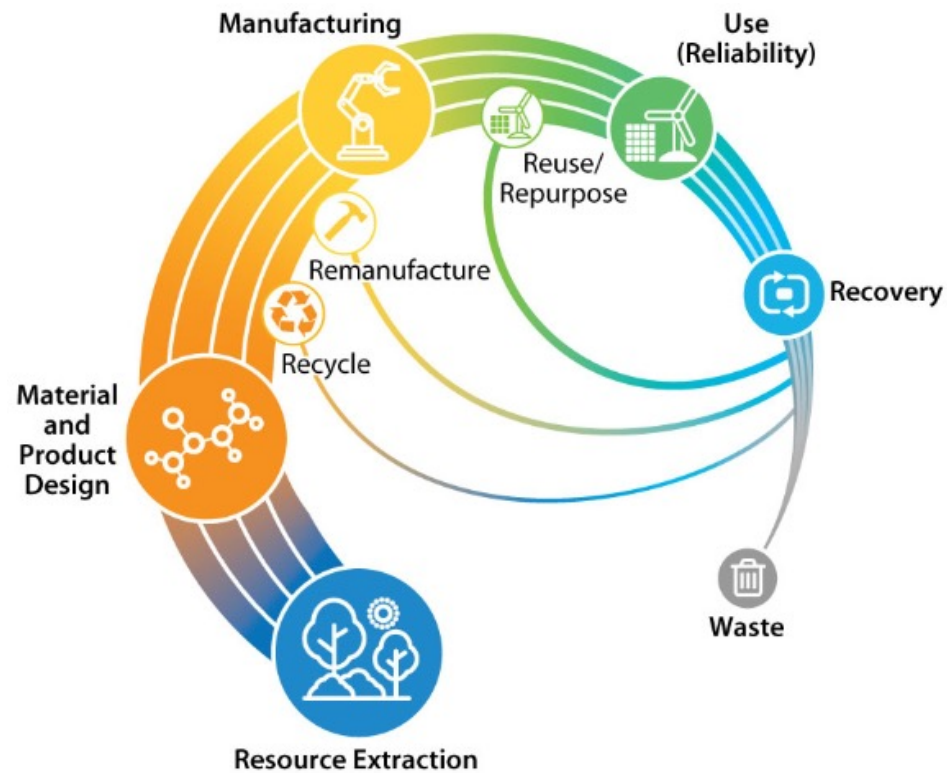 Manufacturing
Use
(Reliability)
Reuse/
Repurpose
Remanufacture
Recovery
Recycle
Material
and
Product
Design
Waste
Resource Extraction